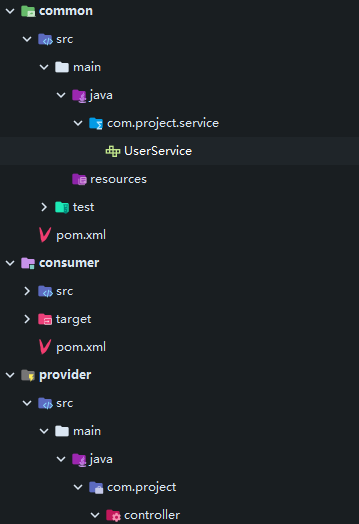 common
src
main
java
com.project.service
UserService
resources
test
pom.xml
consumer
src
target
pom.xml
provider
src
main
java
com.project
controller